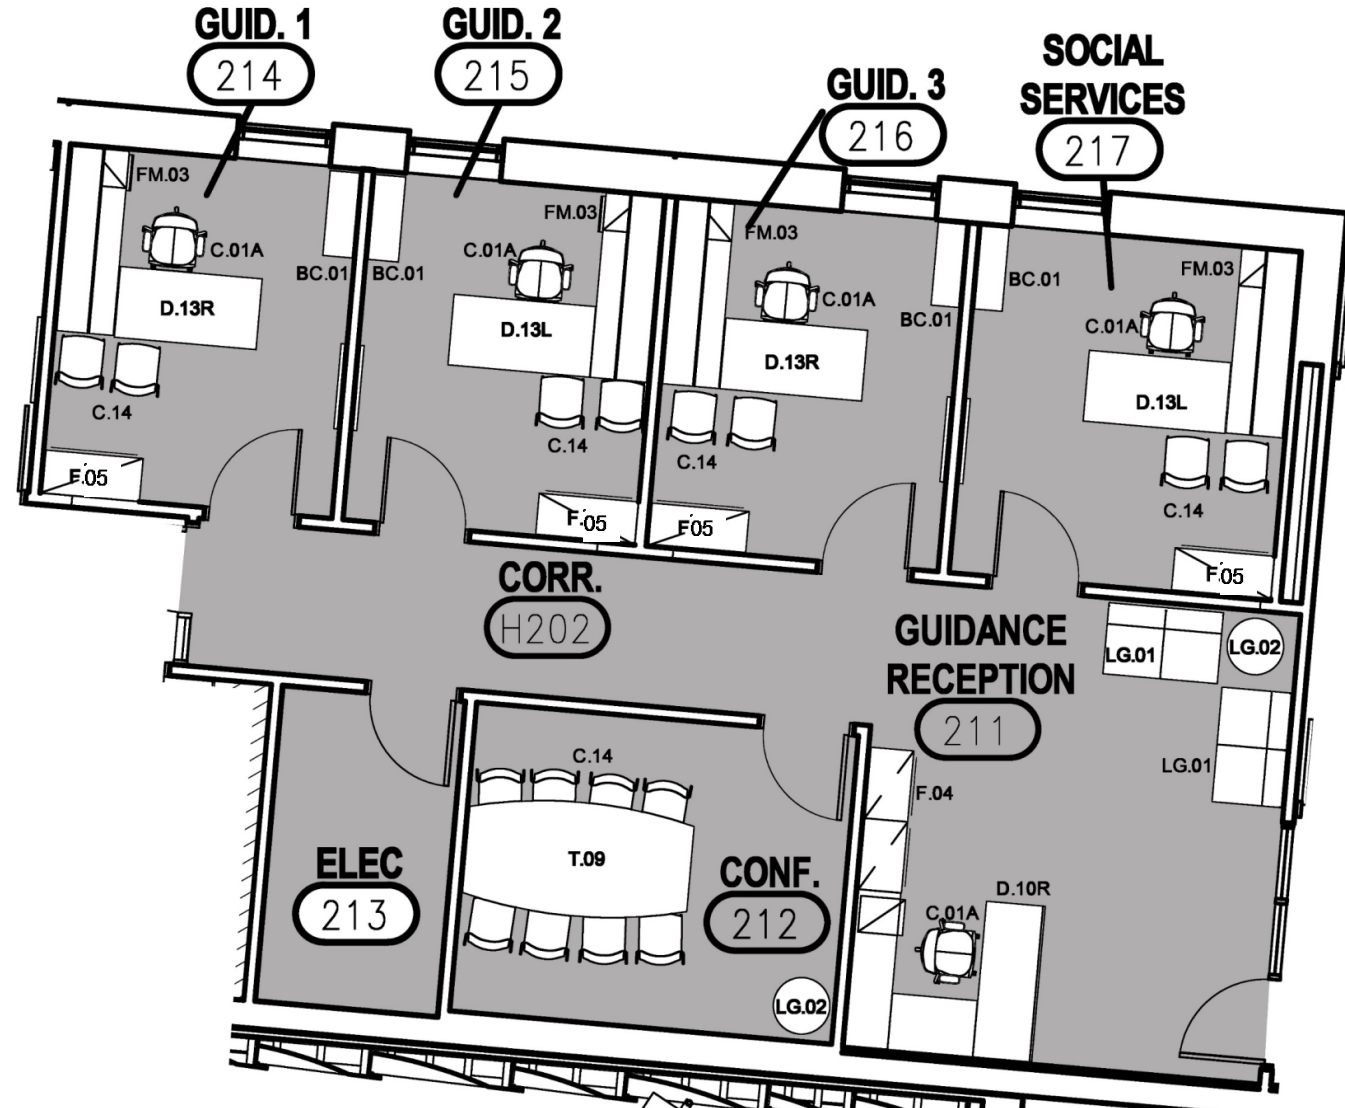 GUID. 1
214
GUID. 2
215
GUID. 3
216
SOCIAL
SERVICES
217
FM.03
C.01A
BC.01
D.13R
C.14
F.05
BC.01
FM.03
C.01A
D.13L
C.14
F.05
FM.03
C.01A
BC.01
D.13R
C.14
F.05
BC.01
FM.03
C.01A
D.13L
C.14
F.05
CORR.
H202
GUIDANCE
RECEPTION
211
LG.01
LG.02
LG.01
F.04
D.10R
C.01A
ELEC
213
C.14
T.09
CONF.
212
LG.02